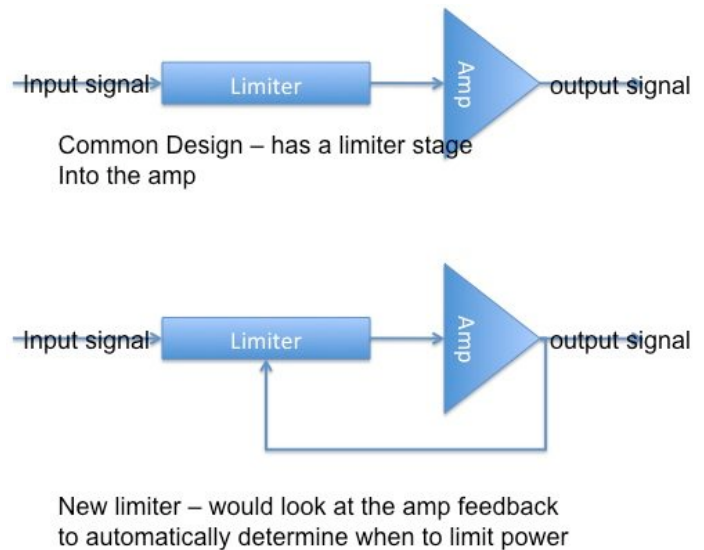 Input signal
Limiter
Amp
output signal
Common Design – has a limiter stage
Into the amp
Input signal
Limiter
Amp
output signal
New limiter – would look at the amp feedback
to automatically determine when to limit power